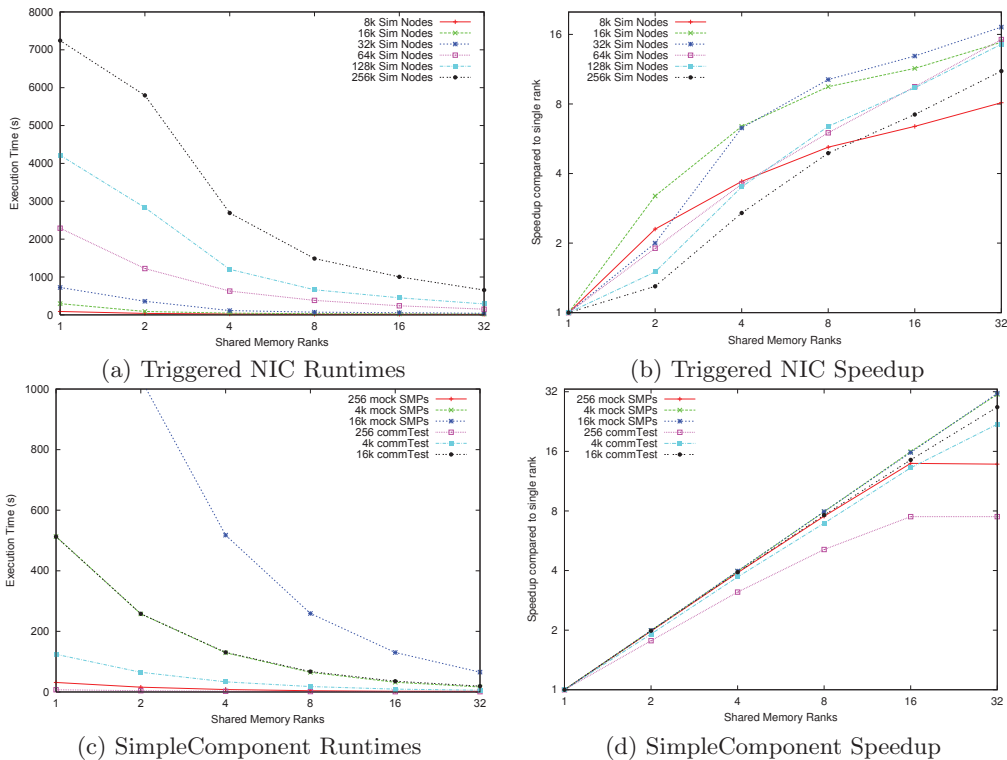 8000
7000
6000
5000
4000
3000
2000
1000
0
Execution Time (s)
8k Sim Nodes
16k Sim Nodes
32k Sim Nodes
64k Sim Nodes
128k Sim Nodes
256k Sim Nodes
1 2 4 8 16 32
Shared Memory Ranks
(a) Triggered NIC Runtimes
16
8
4
2
1
Speedup compared to single rank
8k Sim Nodes
16k Sim Nodes
32k Sim Nodes
64k Sim Nodes
128k Sim Nodes
256k Sim Nodes
1 2 4 8 16 32
Shared Memory Ranks
(b) Triggered NIC Speedup
1000
800
600
400
200
0
Execution Time (s)
256 mock SMPs
4k mock SMPs
16k mock SMPs
256 commTest
4k commTest
16k commTest
1 2 4 8 16 32
Shared Memory Ranks
(c) SimpleComponent Runtimes
32
16
8
4
2
1
Speedup compared to single rank
256 mock SMPs
4k mock SMPs
16k mock SMPs
256 commTest
4k commTest
16k commTest
1 2 4 8 16 32
Shared Memory Ranks
(d) SimpleComponent Speedup